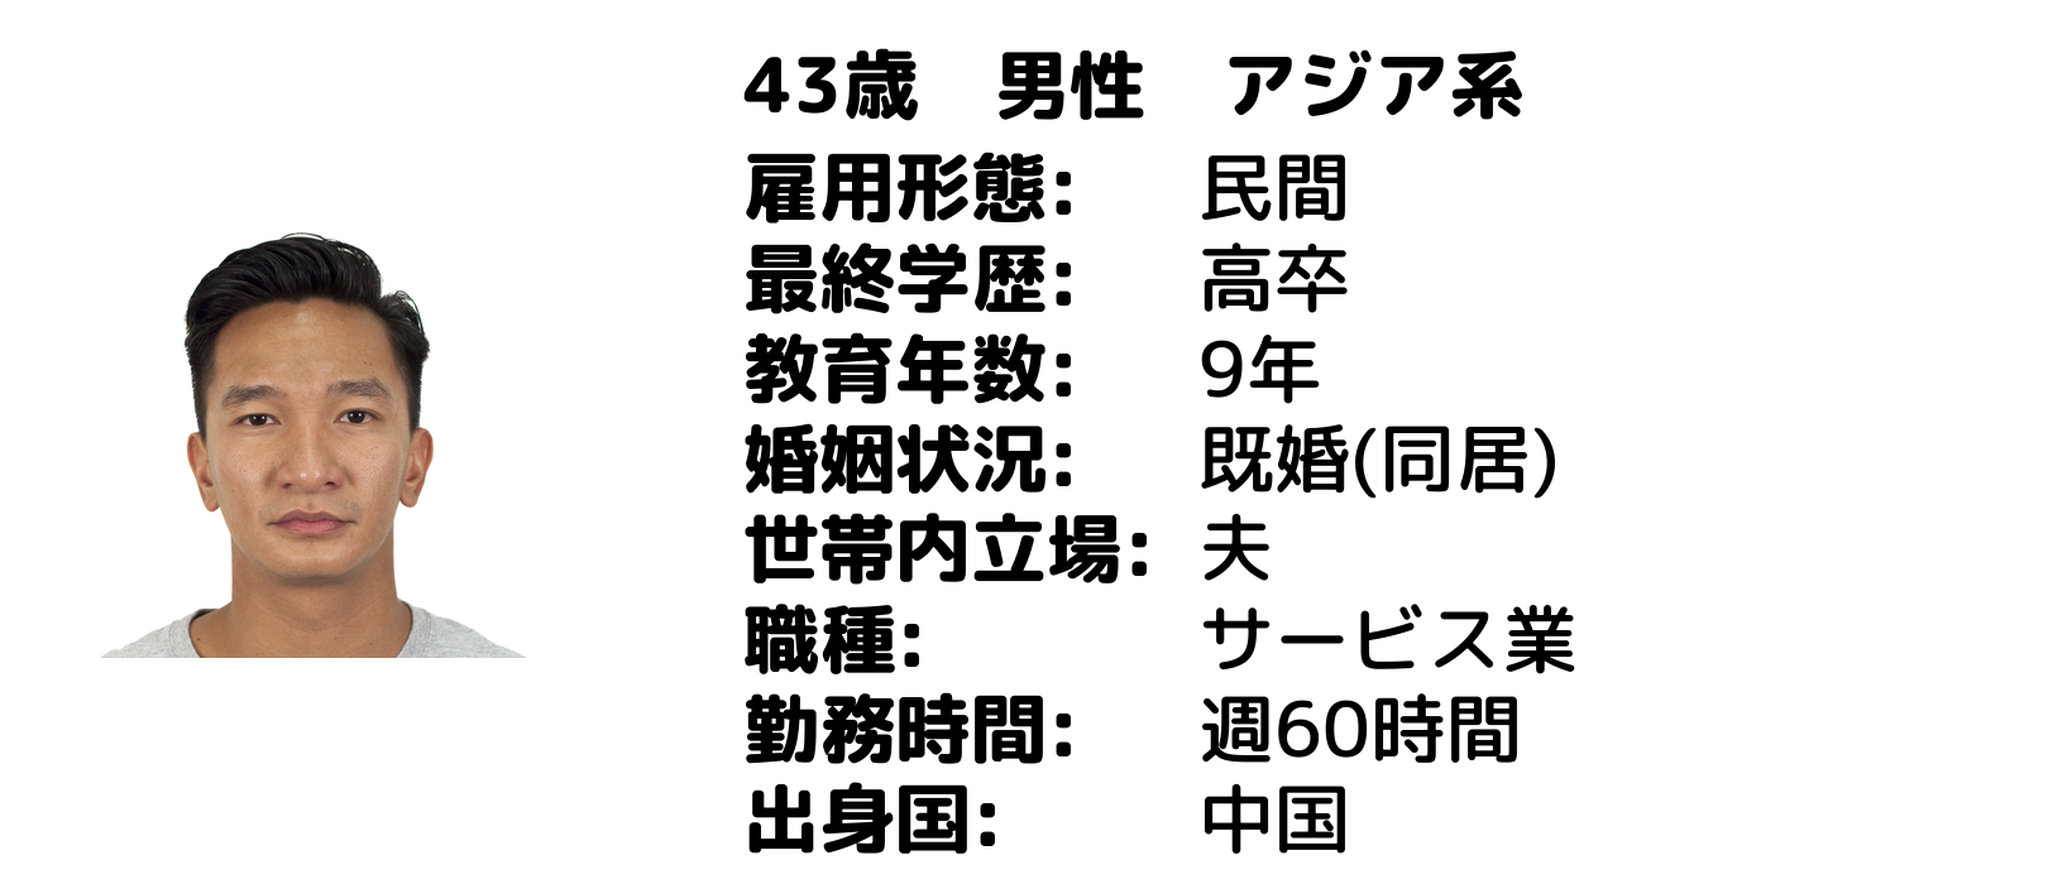 43歳　男性　アジア系
雇用形態:　民間
最終学歴:　高卒
教育年数:　9年
婚姻状況:　既婚(同居)
世帯内立場:　夫
職種:　サービス業
勤務時間:　週60時間
出身国:　中国